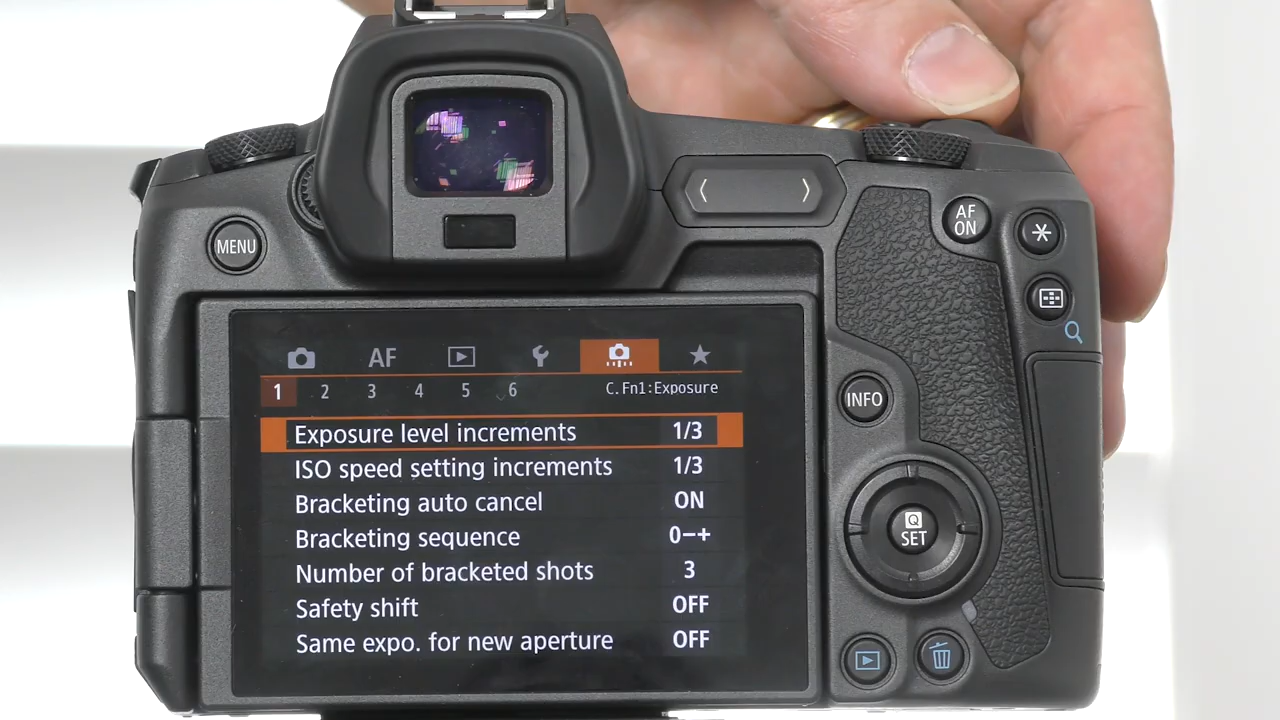 MENU
AF
ON
INFO
Q
SET
AF
1 2 3 4 5 6 C.Fn1:Exposure
Exposure level increments 1/3
ISO speed setting increments 1/3
Bracketing auto cancel ON
Bracketing sequence 0−+
Number of bracketed shots 3
Safety shift OFF
Same expo. for new aperture OFF